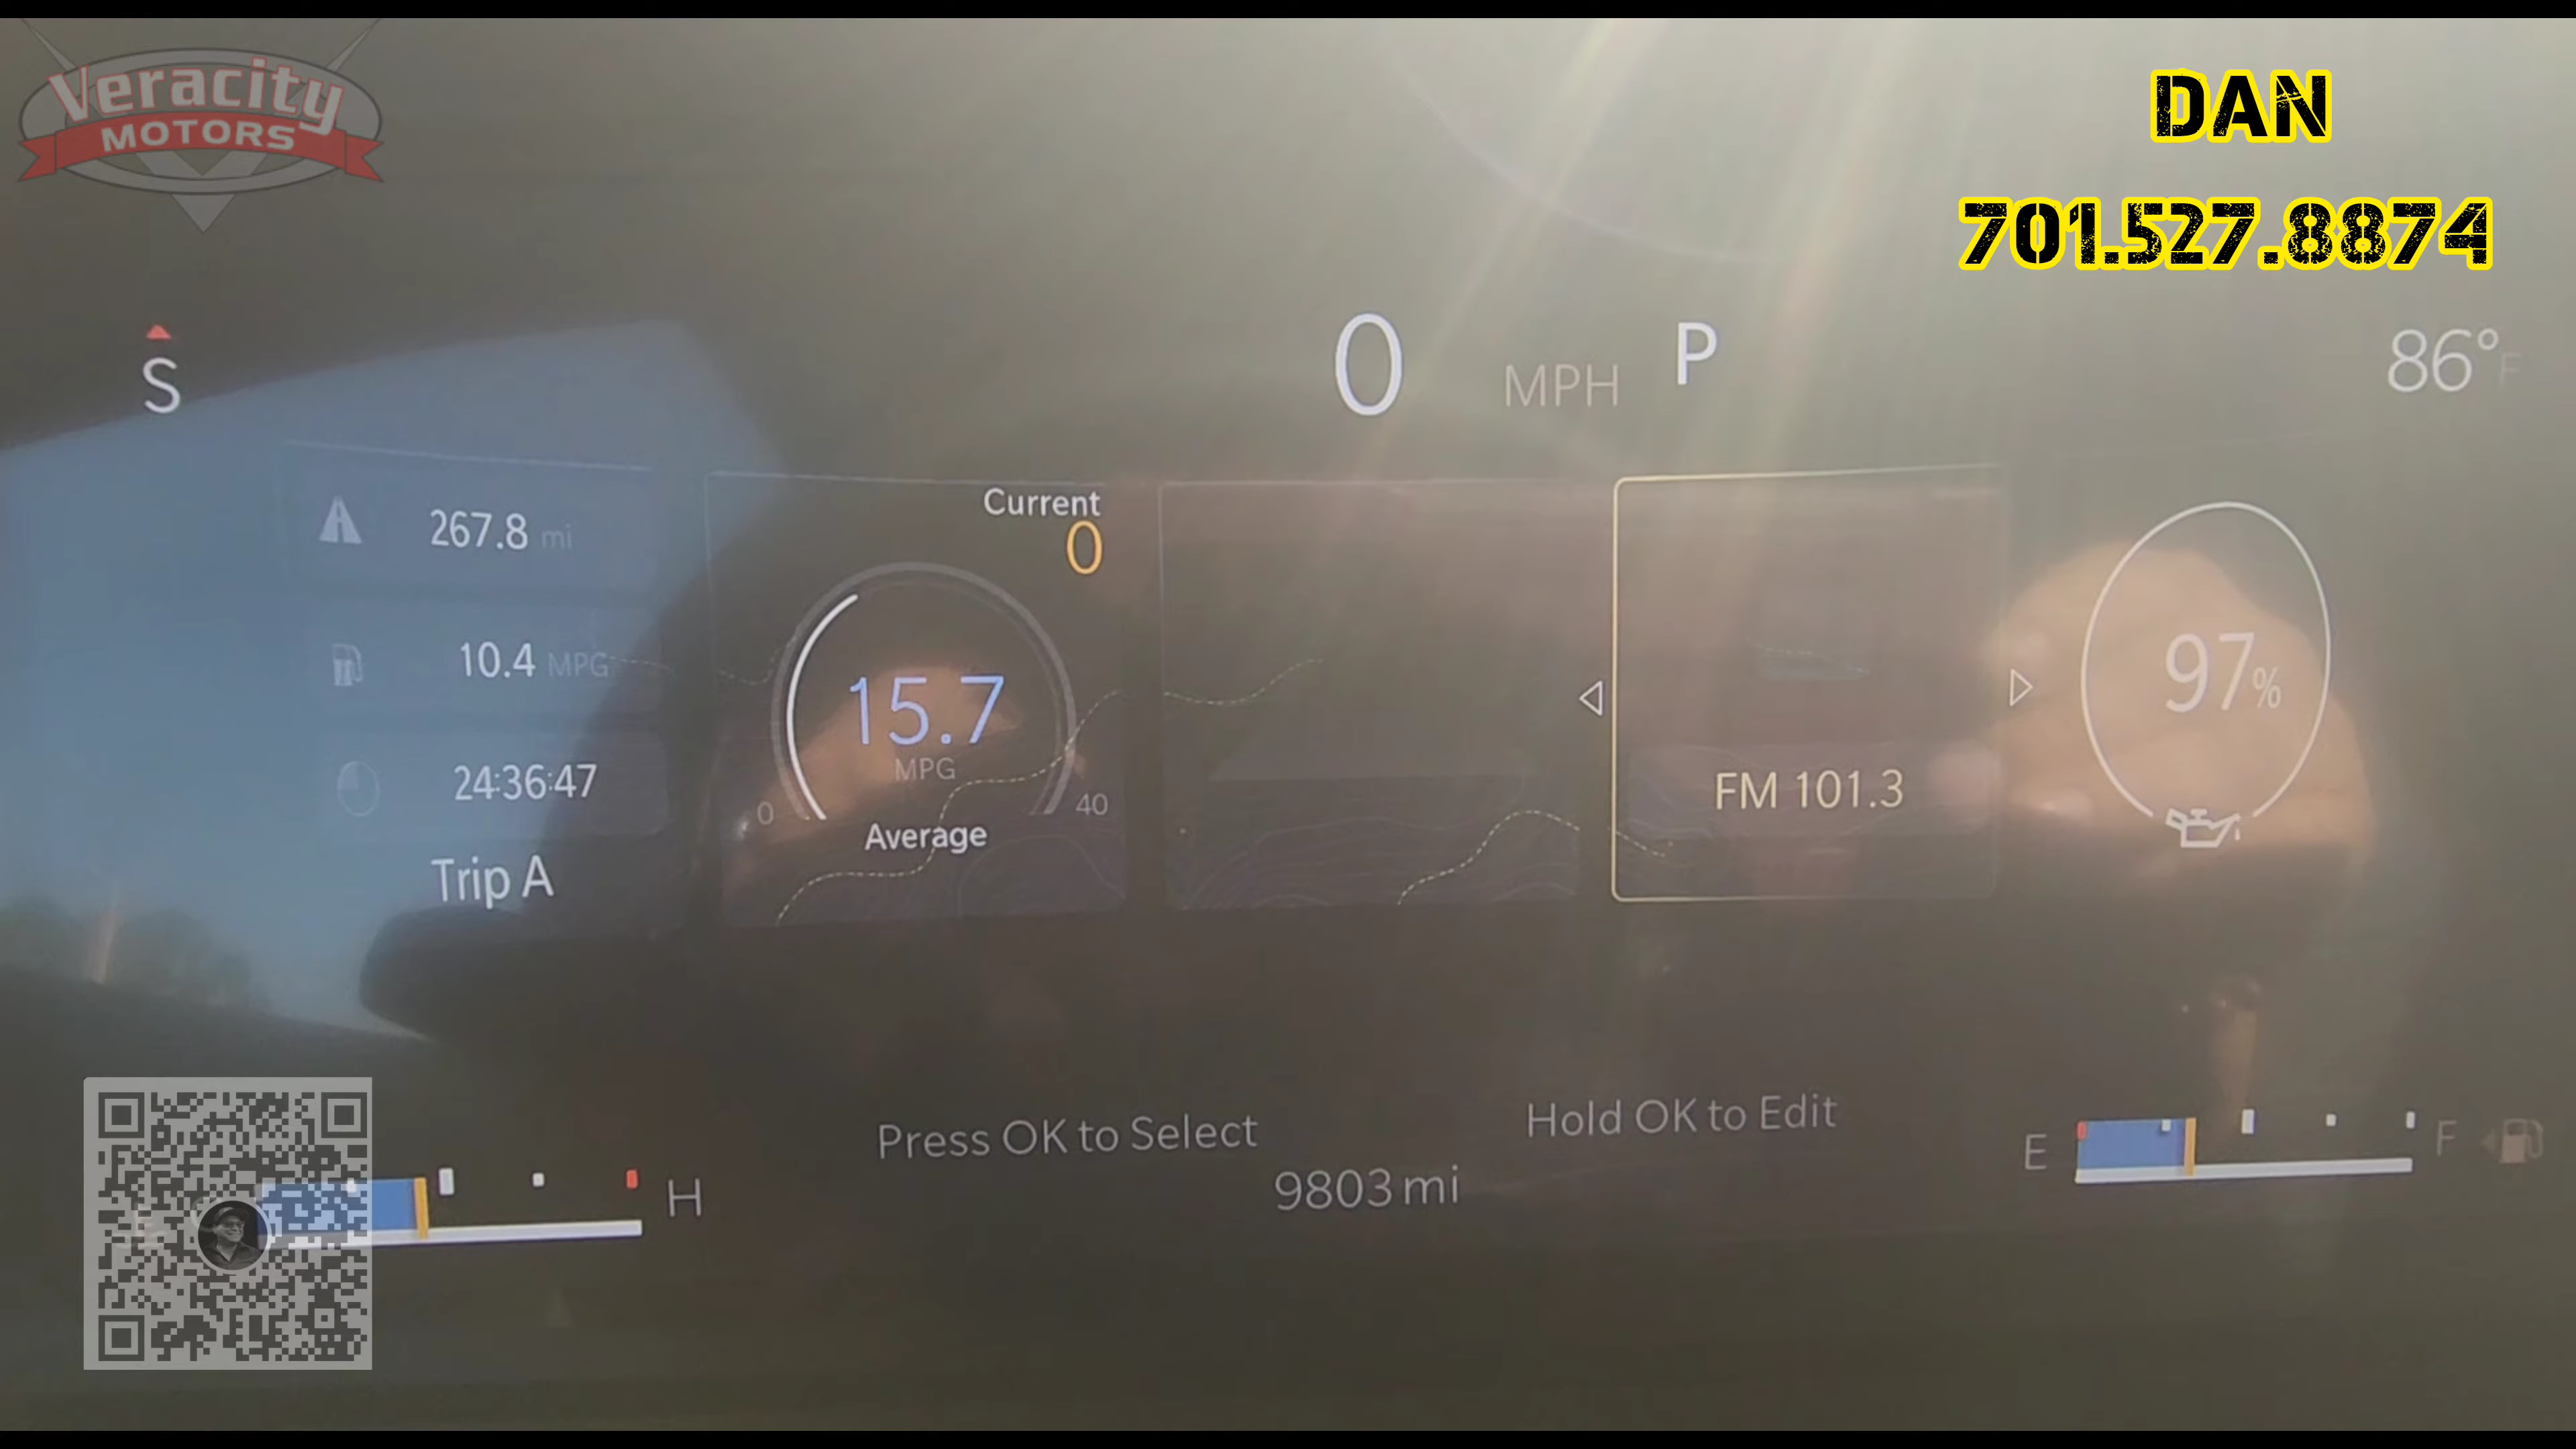 Veracity
MOTORS
DAN
701.527.8874
S
0 MPH P
86°F
267.8 mi
10.4 MPG
24:36:47
Trip A
Current
0
15.7
MPG
0 40
Average
FM 101.3
97%
Press OK to Select
Hold OK to Edit
9803 mi
H
E F